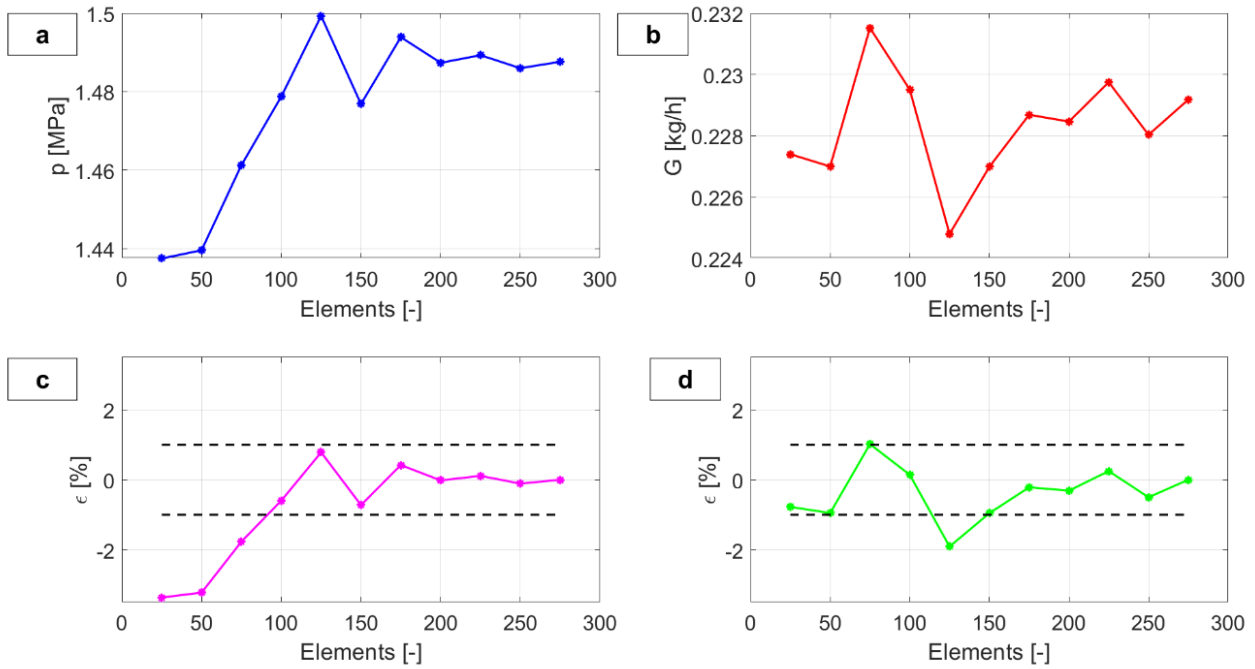 a
p [MPa]
1.5
1.48
1.46
1.44
0 50 100 150 200 250 300
Elements [-]
b
G [kg/h]
0.232
0.23
0.228
0.226
0.224
0 50 100 150 200 250 300
Elements [-]
c
ϵ [%]
2
0
-2
0 50 100 150 200 250 300
Elements [-]
d
ϵ [%]
2
0
-2
0 50 100 150 200 250 300
Elements [-]